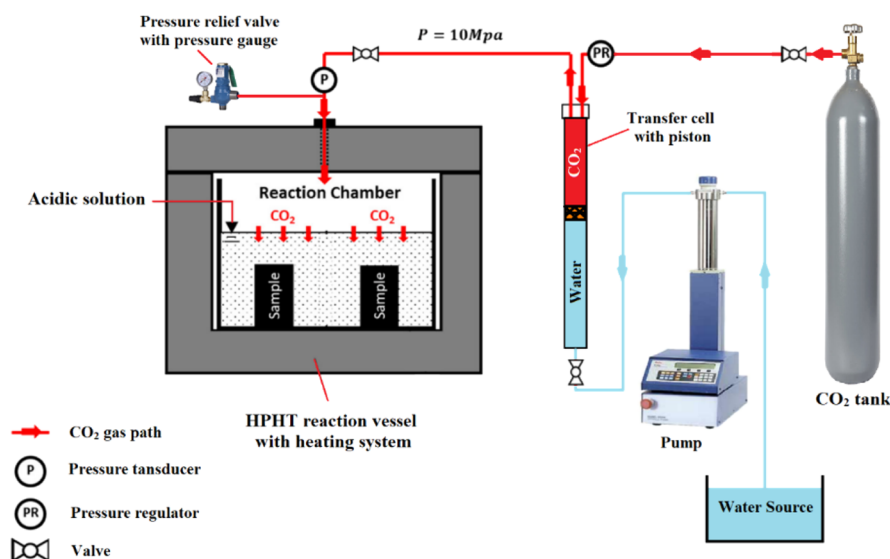 Pressure relief valve
with pressure gauge
P = 10Mpa
P
PR
Transfer cell
with piston
CO₂
Reaction Chamber
Acidic solution
CO₂
CO₂
Water
Sample
Sample
HPHT reaction vessel
with heating system
Pump
CO₂ tank
Water Source
CO₂ gas path
P
Pressure tansducer
PR
Pressure regulator
Valve